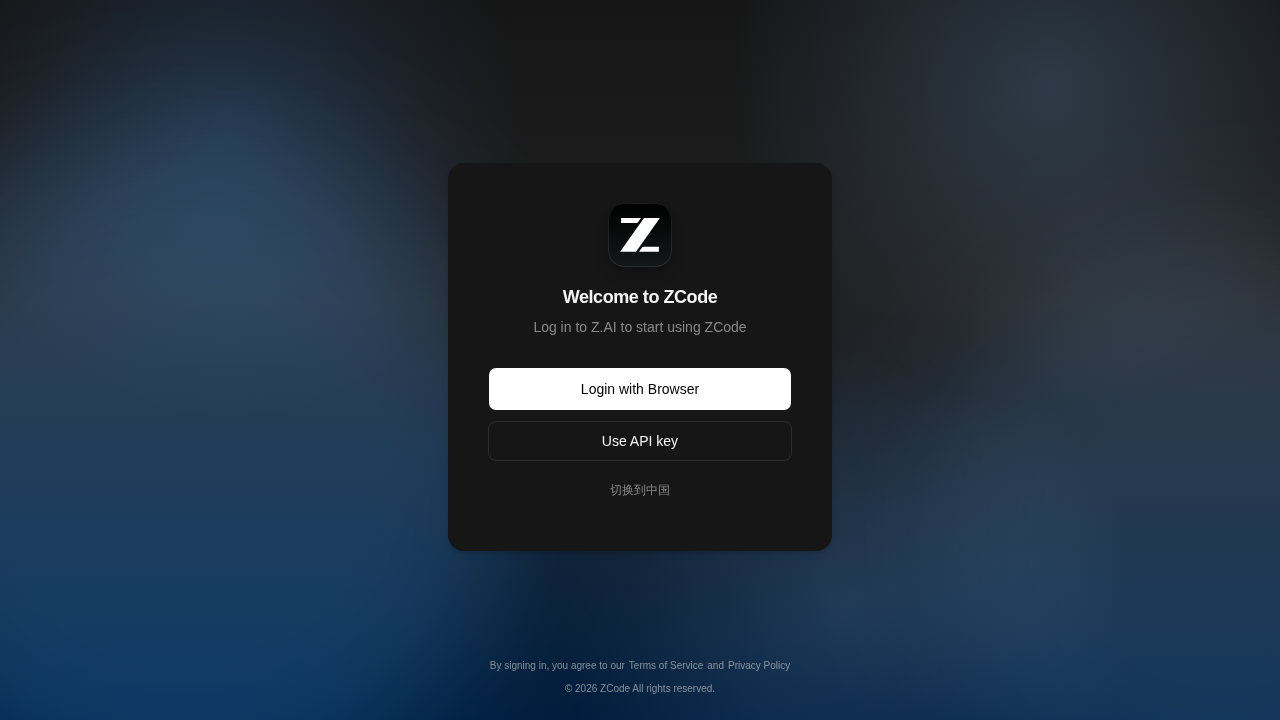 Welcome to ZCode
Log in to Z.AI to start using ZCode
Login with Browser
Use API key
切换到中国
By signing in, you agree to our Terms of Service and Privacy Policy
© 2026 ZCode All rights reserved.